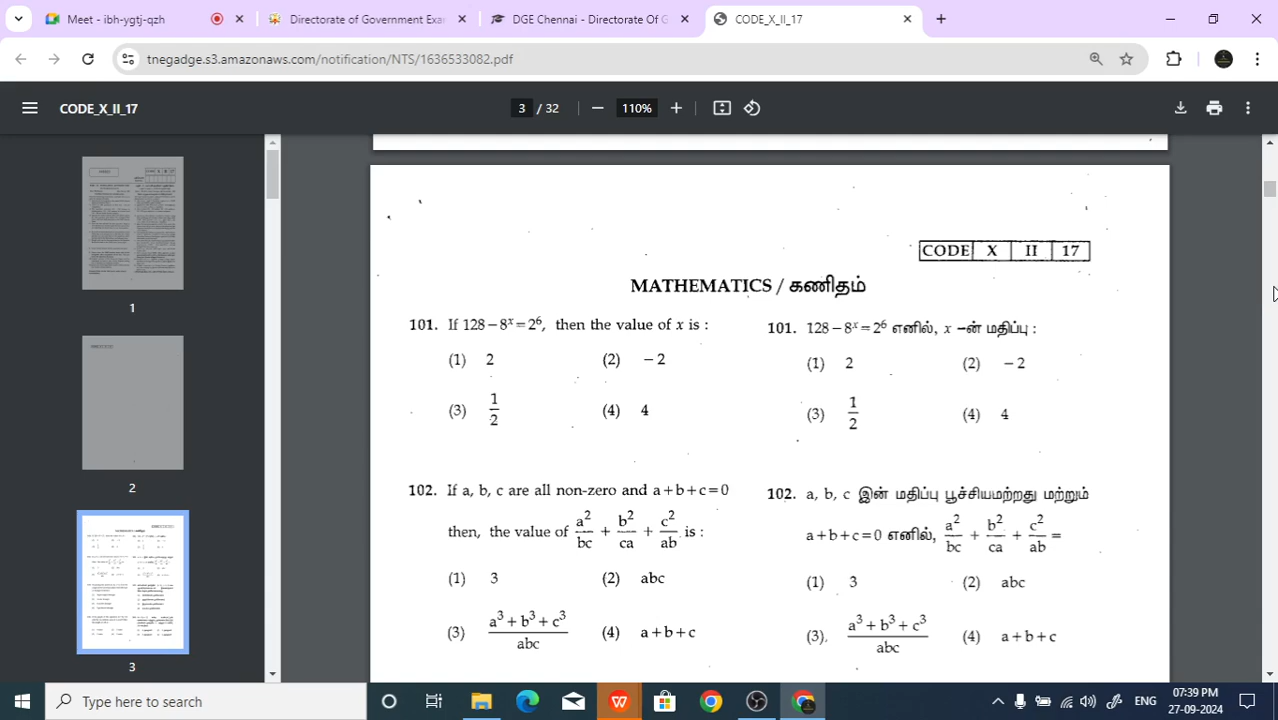 Meet - ibh-ygtj-qzh
Directorate of Government Exa
DGE Chennai - Directorate Of G
CODE_X_II_17
tnegadge.s3.amazonaws.com/notification/NTS/1636533082.pdf
CODE_X_II_17
3 / 32
110%
1
2
3
CODE X II 17
MATHEMATICS / கணிதம்
101. If 128 – 8ˣ = 2⁶, then the value of x is :
(1) 2 (2) – 2
(3) 1/2 (4) 4
102. If a, b, c are all non-zero and a + b + c = 0
then, the value of a²/bc + b²/ca + c²/ab is :
(1) 3 (2) abc
(3) a³ + b³ + c³/abc (4) a + b + c
101. 128 – 8ˣ = 2⁶ எனில், x –ன் மதிப்பு :
(1) 2 (2) – 2
(3) 1/2 (4) 4
102. a, b, c இன் மதிப்பு பூச்சியமற்றது மற்றும்
a + b + c = 0 எனில், a²/bc + b²/ca + c²/ab =
(1) 3 (2) abc
(3). a³ + b³ + c³/abc (4) a + b + c
Type here to search
ENG
07:39 PM
27-09-2024